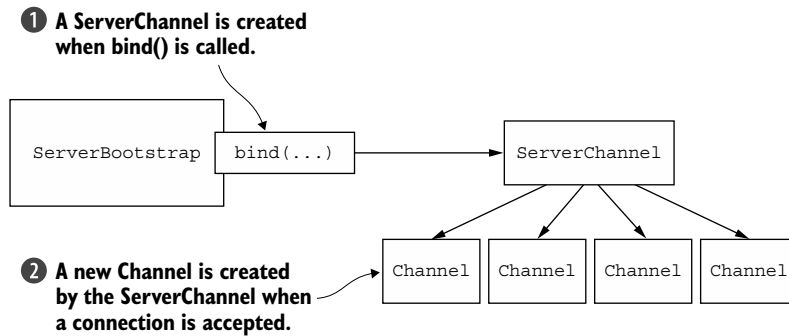 1 A ServerChannel is created
when bind() is called.
ServerBootstrap
bind(...)
ServerChannel
Channel
Channel
Channel
Channel
2 A new Channel is created
by the ServerChannel when
a connection is accepted.